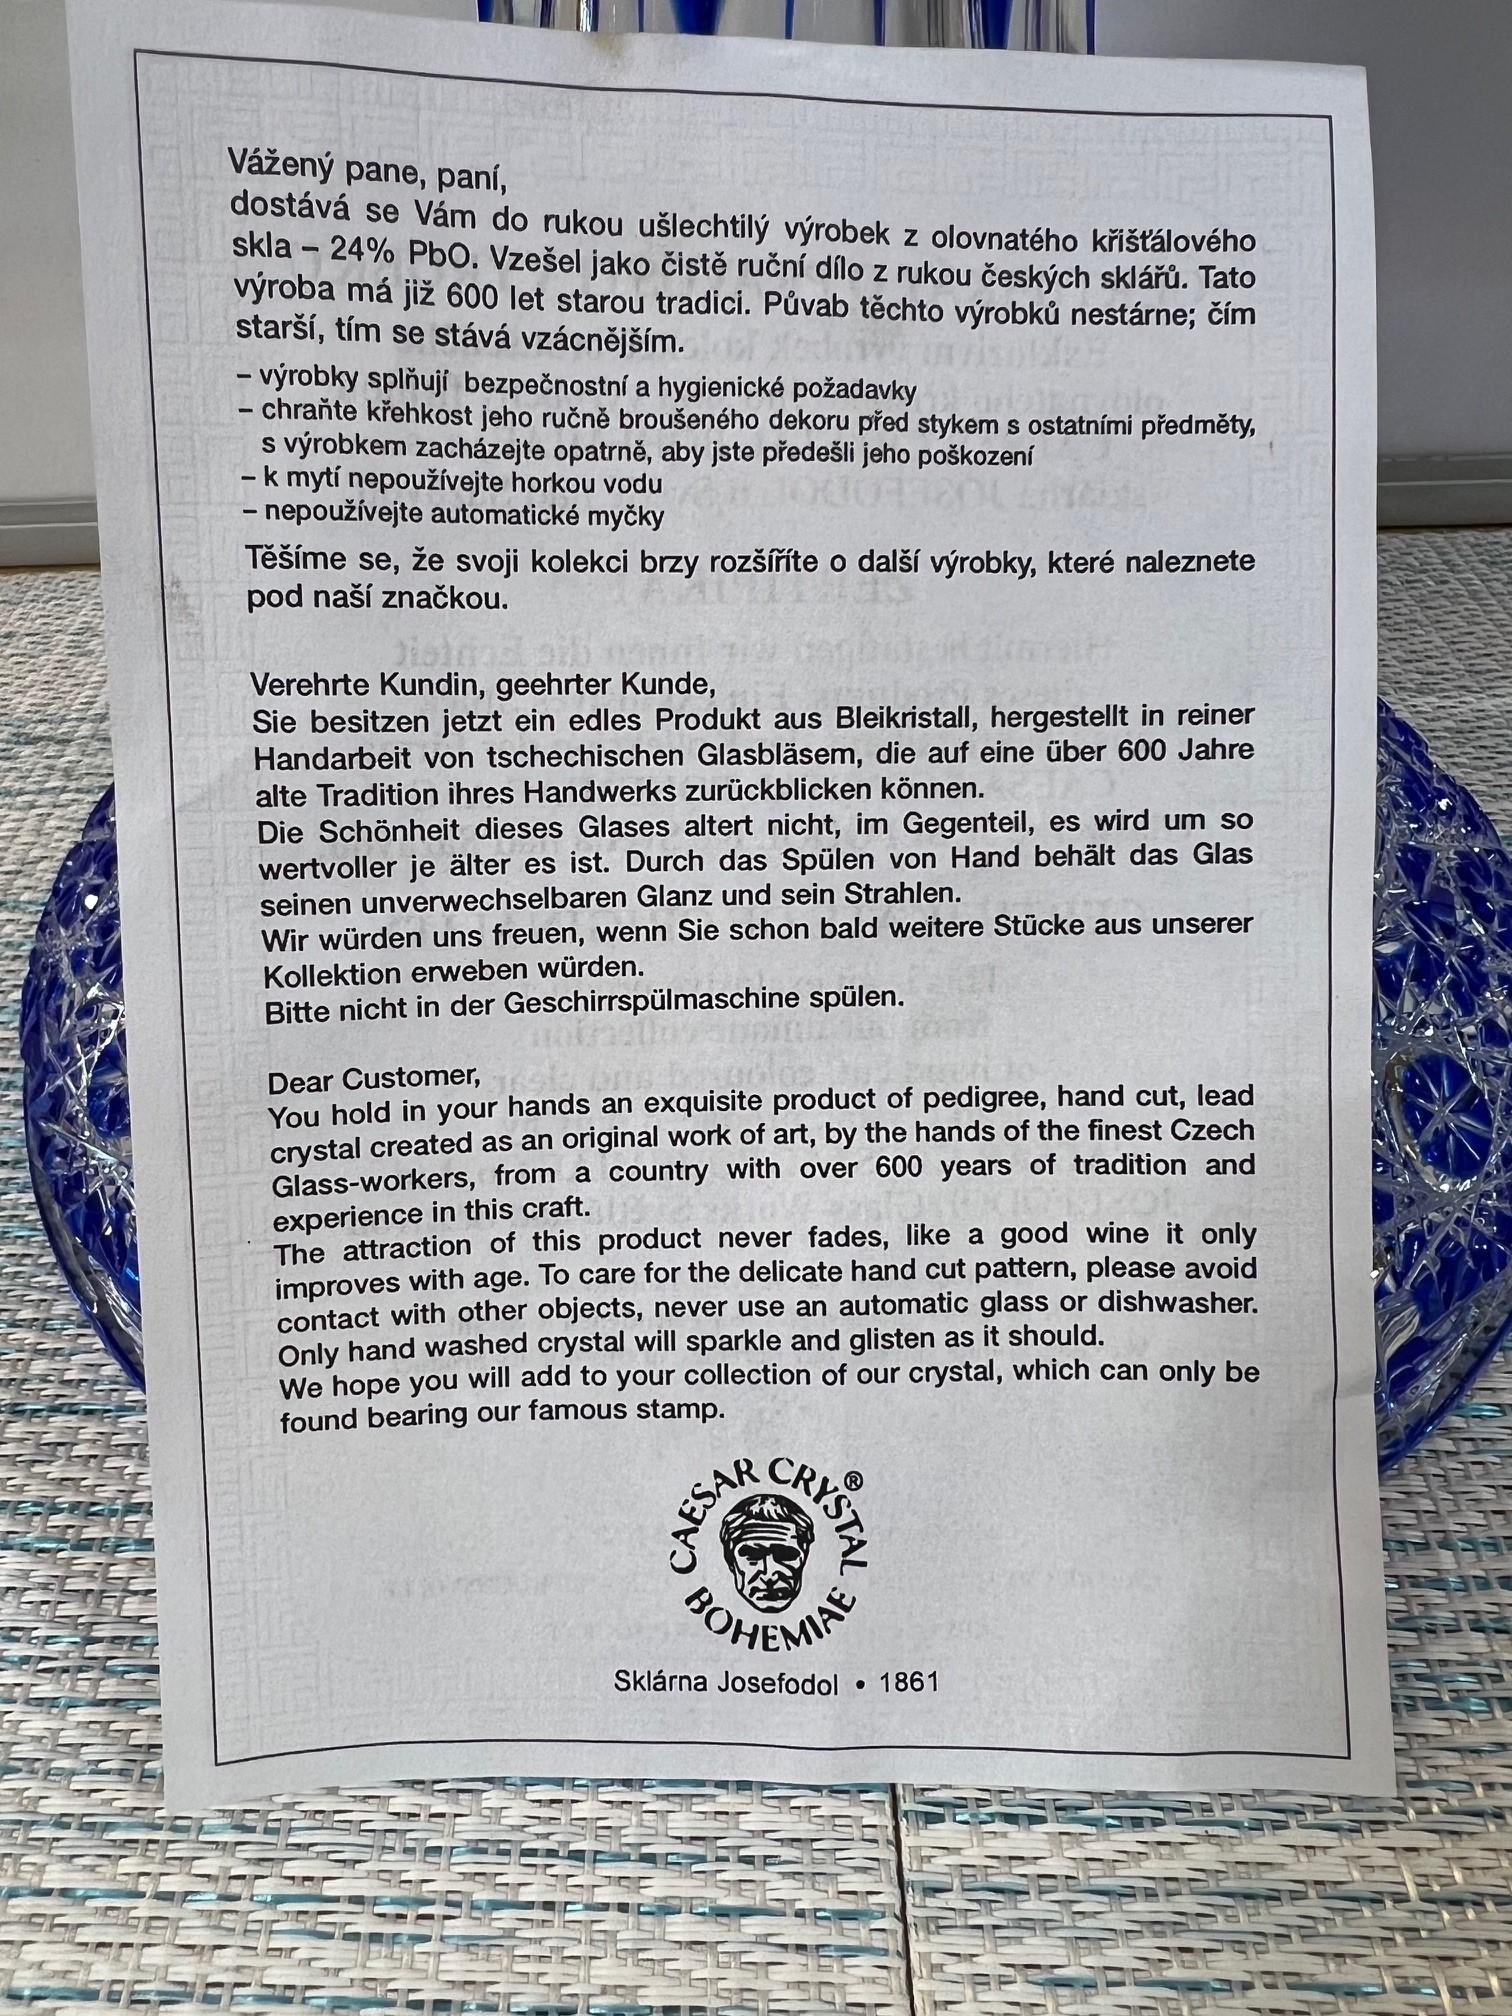 Vážený pane, paní,
dostává se Vám do rukou ušlechtilý výrobek z olovnatého kříšťálového
skla – 24% PbO. Vzešel jako čistě ruční dílo z rukou českých sklářů. Tato
výroba má již 600 let starou tradici. Půvab těchto výrobků nestárne; čím
starší, tím se stává vzácnějším.
– výrobky splňují bezpečnostní a hygienické požadavky
– chraňte křehkost jeho ručně broušeného dekoru před stykem s ostatními předměty,
s výrobkem zacházejte opatrně, aby jste předešli jeho poškození
– k mytí nepoužívejte horkou vodu
– nepoužívejte automatické myčky
Těšíme se, že svoji kolekci brzy rozšíříte o další výrobky, které naleznete
pod naší značkou.
Verehrte Kundin, geehrter Kunde,
Sie besitzen jetzt ein edles Produkt aus Bleikristall, hergestellt in reiner
Handarbeit von tschechischen Glasbläsem, die auf eine über 600 Jahre
alte Tradition ihres Handwerks zurückblicken können.
Die Schönheit dieses Glases altert nicht, im Gegenteil, es wird um so
wertvoller je älter es ist. Durch das Spülen von Hand behält das Glas
seinen unverwechselbaren Glanz und sein Strahlen.
Wir würden uns freuen, wenn Sie schon bald weitere Stücke aus unserer
Kollektion erweben würden.
Bitte nicht in der Geschirrspülmaschine spülen.
Dear Customer,
You hold in your hands an exquisite product of pedigree, hand cut, lead
crystal created as an original work of art, by the hands of the finest Czech
Glass-workers, from a country with over 600 years of tradition and
experience in this craft.
The attraction of this product never fades, like a good wine it only
improves with age. To care for the delicate hand cut pattern, please avoid
contact with other objects, never use an automatic glass or dishwasher.
Only hand washed crystal will sparkle and glisten as it should.
We hope you will add to your collection of our crystal, which can only be
found bearing our famous stamp.
CAESAR CRYSTAL ®
BOHEMIAE
Sklárna Josefodol • 1861